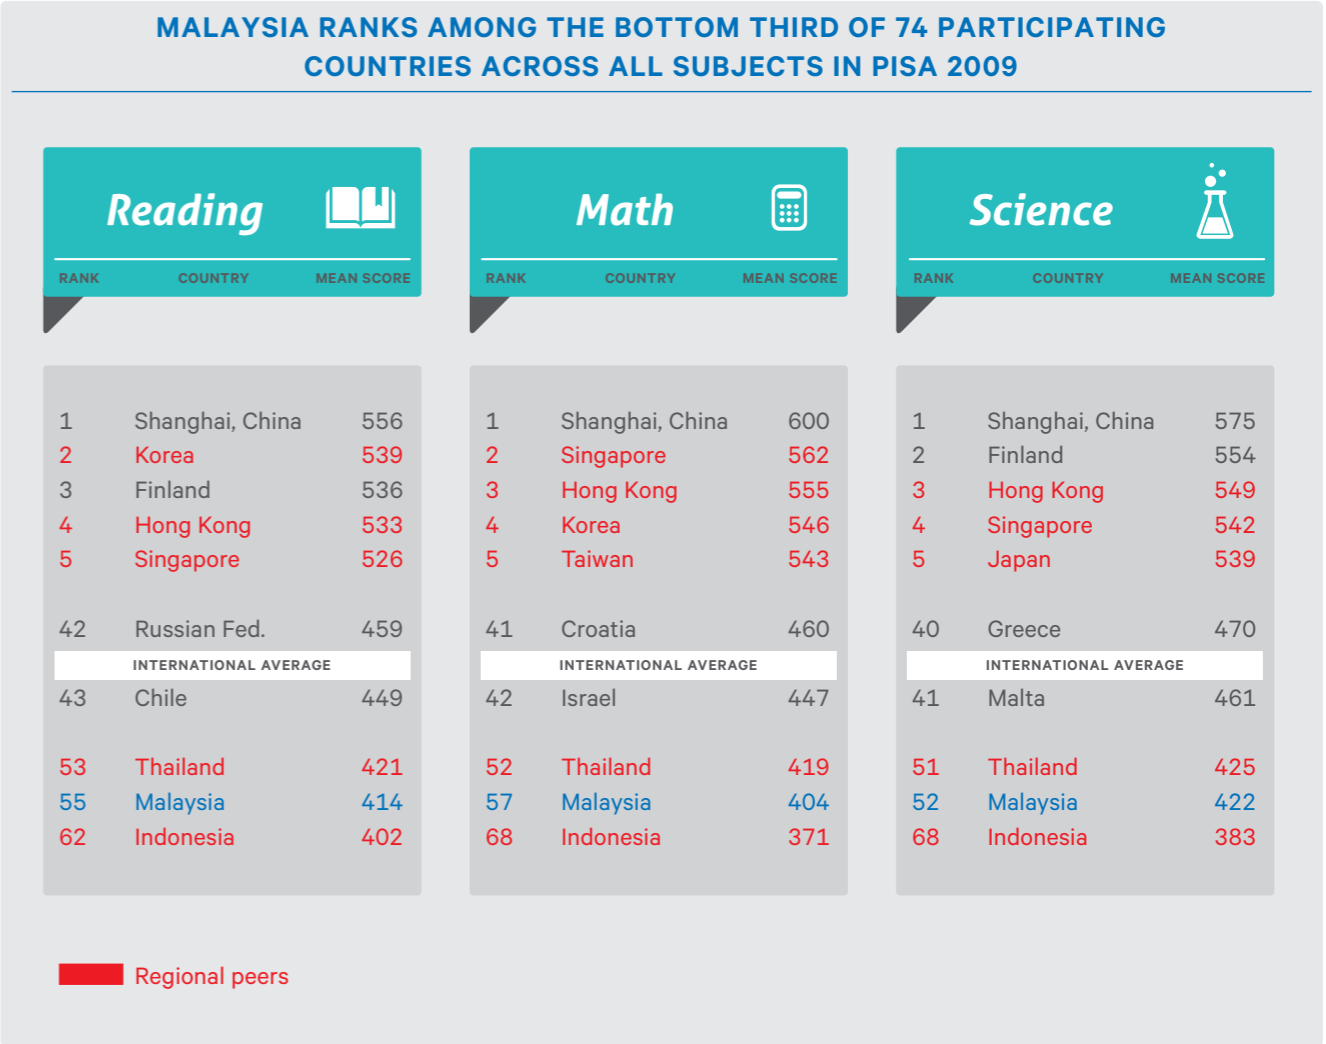 MALAYSIA RANKS AMONG THE BOTTOM THIRD OF 74 PARTICIPATING
COUNTRIES ACROSS ALL SUBJECTS IN PISA 2009
Reading
RANK COUNTRY MEAN SCORE
1 Shanghai, China 556
2 Korea 539
3 Finland 536
4 Hong Kong 533
5 Singapore 526
42 Russian Fed. 459
INTERNATIONAL AVERAGE
43 Chile 449
53 Thailand 421
55 Malaysia 414
62 Indonesia 402
Math
RANK COUNTRY MEAN SCORE
1 Shanghai, China 600
2 Singapore 562
3 Hong Kong 555
4 Korea 546
5 Taiwan 543
41 Croatia 460
INTERNATIONAL AVERAGE
42 Israel 447
52 Thailand 419
57 Malaysia 404
68 Indonesia 371
Science
RANK COUNTRY MEAN SCORE
1 Shanghai, China 575
2 Finland 554
3 Hong Kong 549
4 Singapore 542
5 Japan 539
40 Greece 470
INTERNATIONAL AVERAGE
41 Malta 461
51 Thailand 425
52 Malaysia 422
68 Indonesia 383
Regional peers